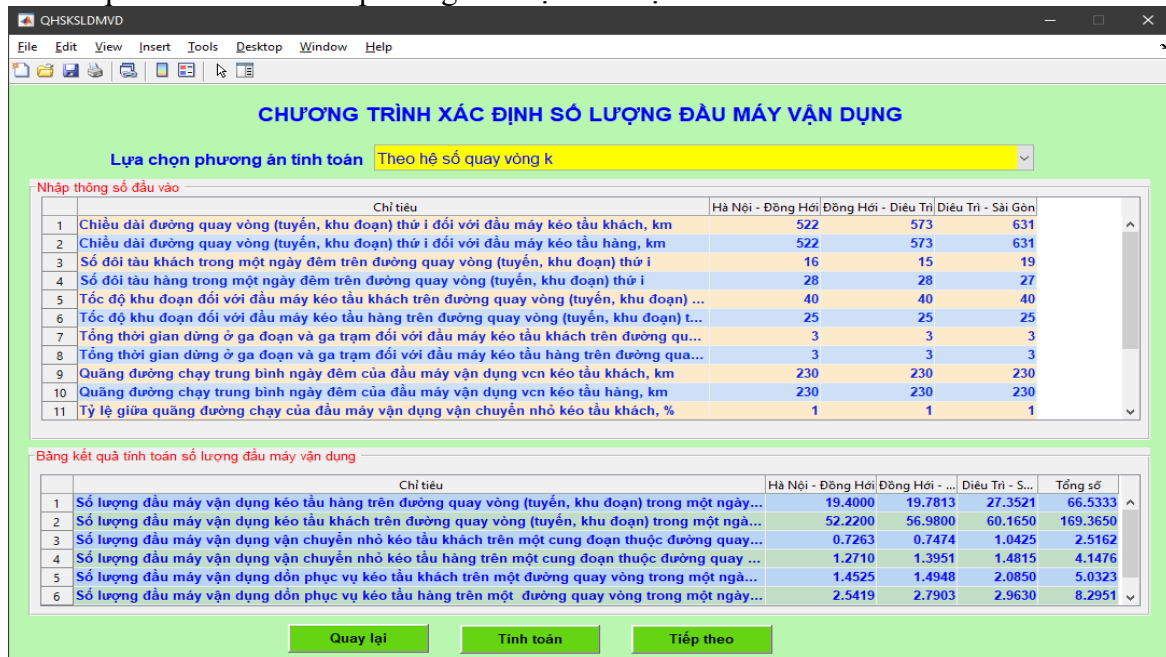 QHSKSLDMVD
File Edit View Insert Tools Desktop Window Help
CHƯƠNG TRÌNH XÁC ĐỊNH SỐ LƯỢNG ĐẦU MÁY VẬN DỤNG
Lựa chọn phương án tính toán Theo hệ số quay vòng k
Nhập thông số đầu vào
Chỉ tiêu Hà Nội - Đồng Hới Đồng Hới - Diêu Trì Diêu Trì - Sài Gòn
1 Chiều dài đường quay vòng (tuyến, khu đoạn) thứ i đối với đầu máy kéo tầu khách, km 522 573 631
2 Chiều dài đường quay vòng (tuyến, khu đoạn) thứ i đối với đầu máy kéo tầu hàng, km 522 573 631
3 Số đôi tàu khách trong một ngày đêm trên đường quay vòng (tuyến, khu đoạn) thứ i 16 15 19
4 Số đôi tàu hàng trong một ngày đêm trên đường quay vòng (tuyến, khu đoạn) thứ i 28 28 27
5 Tốc độ khu đoạn đối với đầu máy kéo tầu khách trên đường quay vòng (tuyến, khu đoạn) ... 40 40 40
6 Tốc độ khu đoạn đối với đầu máy kéo tầu hàng trên đường quay vòng (tuyến, khu đoạn) t... 25 25 25
7 Tổng thời gian dừng ở ga đoạn và ga trạm đối với đầu máy kéo tầu khách trên đường qu... 3 3 3
8 Tổng thời gian dừng ở ga đoạn và ga trạm đối với đầu máy kéo tầu hàng trên đường qua... 3 3 3
9 Quãng đường chạy trung bình ngày đêm của đầu máy vận dụng vcn kéo tầu khách, km 230 230 230
10 Quãng đường chạy trung bình ngày đêm của đầu máy vận dụng vcn kéo tầu hàng, km 230 230 230
11 Tỷ lệ giữa quãng đường chạy của đầu máy vận dụng vận chuyển nhỏ kéo tầu khách, % 1 1 1
Bảng kết quả tính toán số lượng đầu máy vận dụng
Chỉ tiêu Hà Nội - Đồng Hới Đồng Hới - ... Diêu Trì - S... Tổng số
1 Số lượng đầu máy vận dụng kéo tầu hàng trên đường quay vòng (tuyến, khu đoạn) trong một ngày... 19.4000 19.7813 27.3521 66.5333
2 Số lượng đầu máy vận dụng kéo tầu khách trên đường quay vòng (tuyến, khu đoạn) trong một ngà... 52.2200 56.9800 60.1650 169.3650
3 Số lượng đầu máy vận dụng vận chuyển nhỏ kéo tầu khách trên một cung đoạn thuộc đường quay... 0.7263 0.7474 1.0425 2.5162
4 Số lượng đầu máy vận dụng vận chuyển nhỏ kéo tầu hàng trên một cung đoạn thuộc đường quay ... 1.2710 1.3951 1.4815 4.1476
5 Số lượng đầu máy vận dụng dồn phục vụ kéo tầu khách trên một đường quay vòng trong một ngà... 1.4525 1.4948 2.0850 5.0323
6 Số lượng đầu máy vận dụng dồn phục vụ kéo tầu hàng trên một đường quay vòng trong một ngày... 2.5419 2.7903 2.9630 8.2951
Quay lại Tính toán Tiếp theo